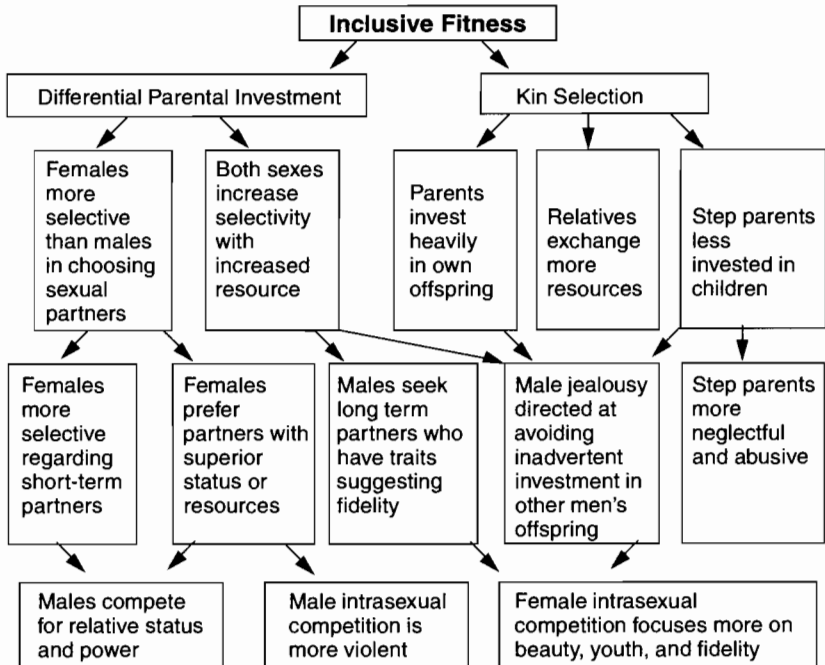 Inclusive Fitness
Differential Parental Investment
Kin Selection
Females
more
selective
than males
in choosing
sexual
partners
Both sexes
increase
selectivity
with
increased
resource
Parents
invest
heavily
in own
offspring
Relatives
exchange
more
resources
Step parents
less
invested in
children
Females
more
selective
regarding
short-term
partners
Females
prefer
partners with
superior
status or
resources
Males seek
long term
partners who
have traits
suggesting
fidelity
Male jealousy
directed at
avoiding
inadvertent
investment in
other men's
offspring
Step parents
more
neglectful
and abusive
Males compete
for relative status
and power
Male intrasexual
competition is
more violent
Female intrasexual
competition focuses more on
beauty, youth, and fidelity